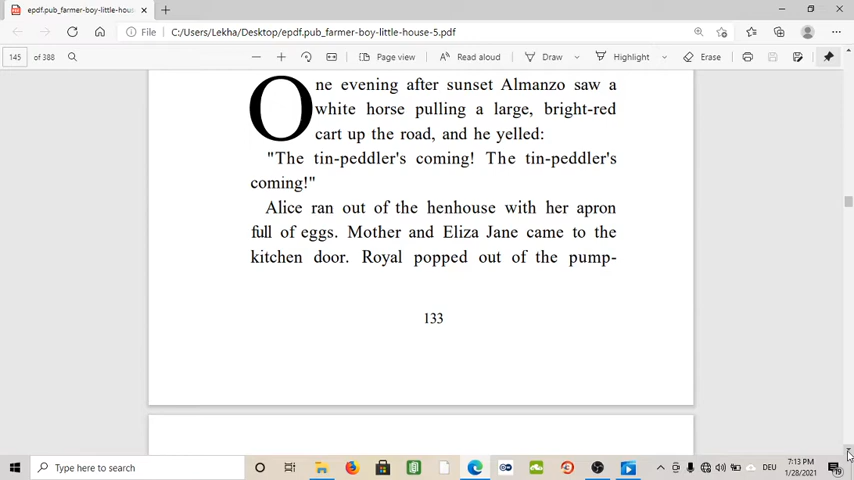 epdf.pub_farmer-boy-little-hous
File
C:/Users/Lekha/Desktop/epdf.pub_farmer-boy-little-house-5.pdf
145 of 388
Page view
Read aloud
Draw
Highlight
Erase
One evening after sunset Almanzo saw a
white horse pulling a large, bright-red
cart up the road, and he yelled:
"The tin-peddler's coming! The tin-peddler's
coming!"
Alice ran out of the henhouse with her apron
full of eggs. Mother and Eliza Jane came to the
kitchen door. Royal popped out of the pump-
133
Type here to search
DEU
7:13 PM
1/28/2021
19